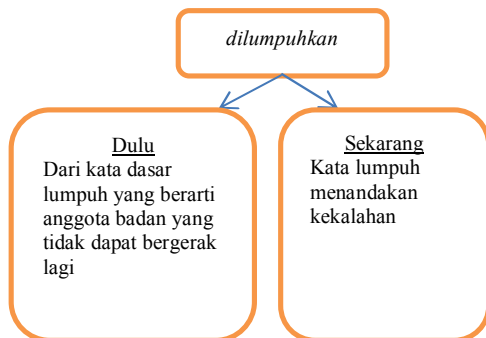 dilumpuhkan
Dulu
Dari kata dasar
lumpuh yang berarti
anggota badan yang
tidak dapat bergerak
lagi
Sekarang
Kata lumpuh
menandakan
kekalahan